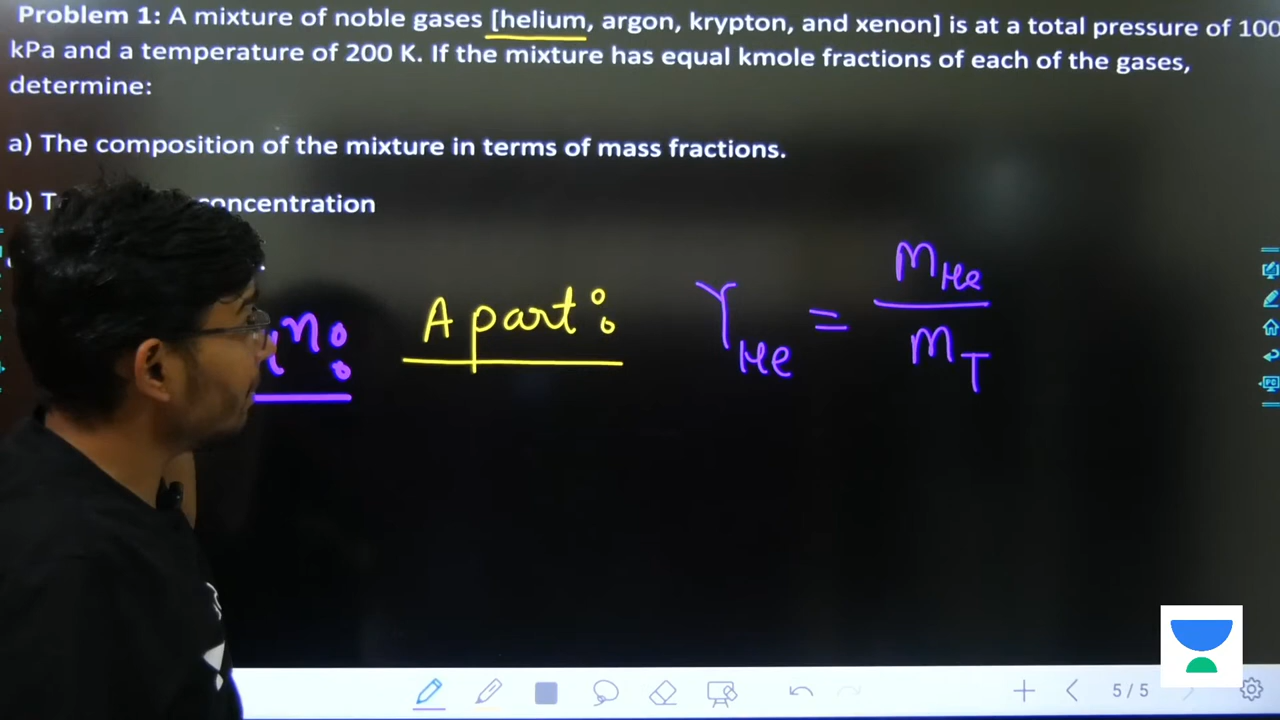 Problem 1: A mixture of noble gases [helium, argon, krypton, and xenon] is at a total pressure of 100
kPa and a temperature of 200 K. If the mixture has equal kmole fractions of each of the gases,
determine:
a) The composition of the mixture in terms of mass fractions.
b) concentration
A part:
Y_He = M_He / M_T
5 / 5